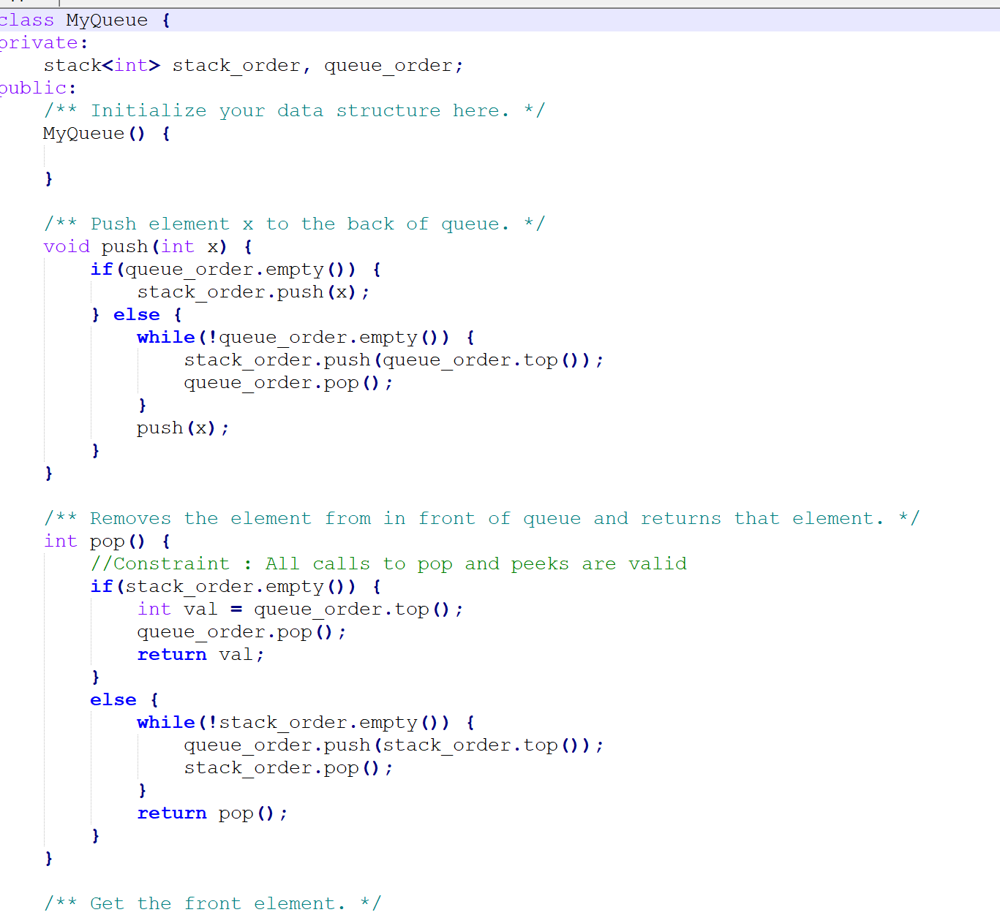 class MyQueue {
private:
    stack<int> stack_order, queue_order;
public:
    /** Initialize your data structure here. */
    MyQueue() {

    }

    /** Push element x to the back of queue. */
    void push(int x) {
        if(queue_order.empty()) {
            stack_order.push(x);
        } else {
            while(!queue_order.empty()) {
                stack_order.push(queue_order.top());
                queue_order.pop();
            }
            push(x);
        }
    }

    /** Removes the element from in front of queue and returns that element. */
    int pop() {
        //Constraint : All calls to pop and peeks are valid
        if(stack_order.empty()) {
            int val = queue_order.top();
            queue_order.pop();
            return val;
        }
        else {
            while(!stack_order.empty()) {
                queue_order.push(stack_order.top());
                stack_order.pop();
            }
            return pop();
        }
    }

    /** Get the front element. */